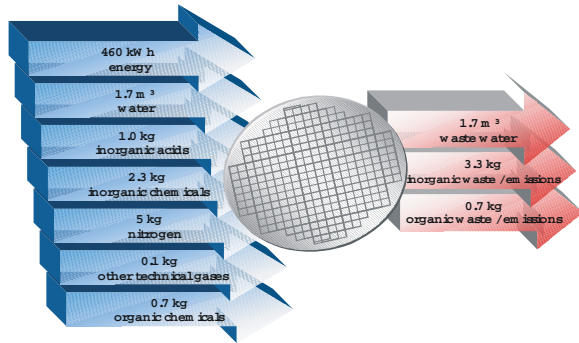 460 kWh
energy
1.7 m³
water
1.0 kg
inorganic acids
2.3 kg
inorganic chemicals
5 kg
nitrogen
0.1 kg
other technical gases
0.7 kg
organic chemicals
1.7 m³
waste water
3.3 kg
inorganic waste / emissions
0.7 kg
organic waste / emissions